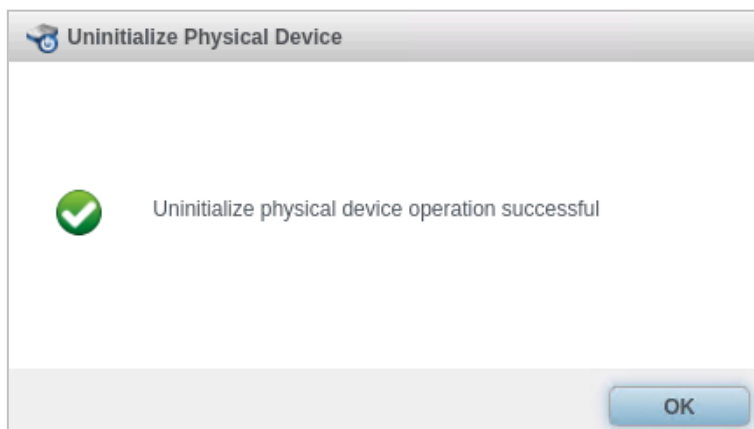 Uninitialize Physical Device
Uninitialize physical device operation successful
OK